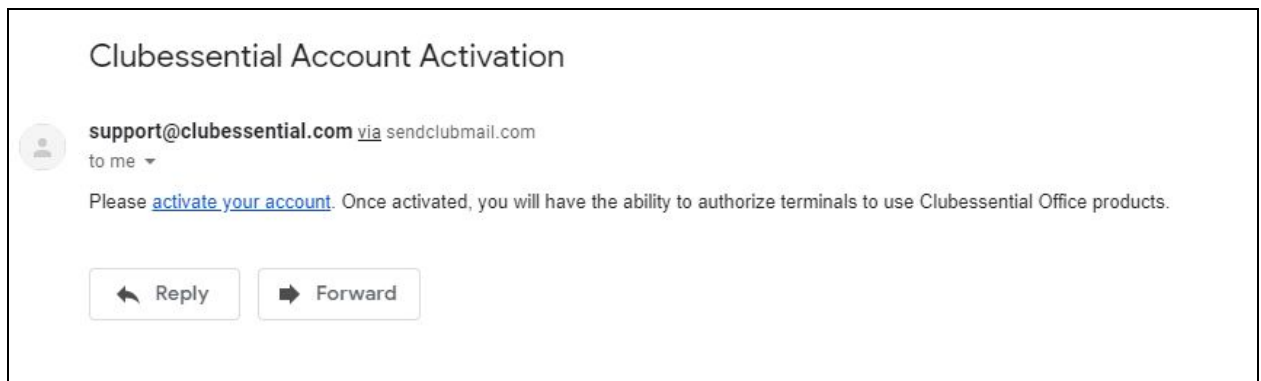 Clubessential Account Activation
support@clubessential.com via sendclubmail.com
to me
Please activate your account. Once activated, you will have the ability to authorize terminals to use Clubessential Office products.
Reply Forward